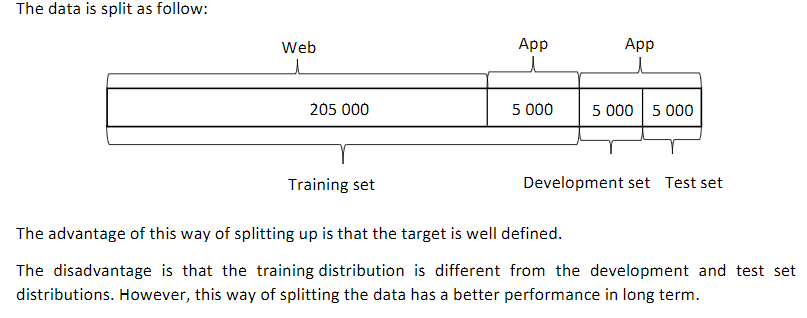 The data is split as follow:
Web App App
205 000 5 000 5 000 5 000
Training set Development set Test set
The advantage of this way of splitting up is that the target is well defined.
The disadvantage is that the training distribution is different from the development and test set
distributions. However, this way of splitting the data has a better performance in long term.